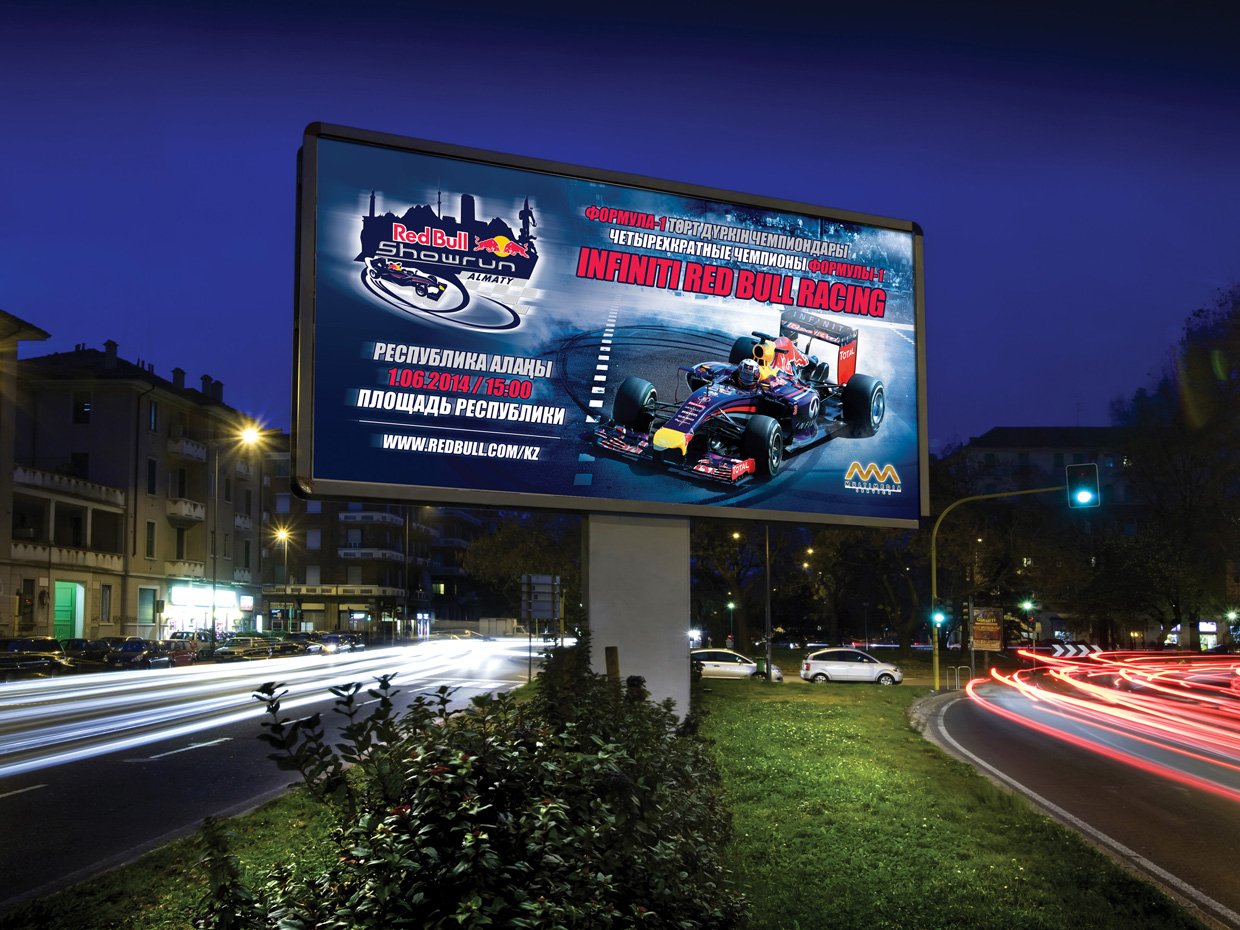 Red Bull
Showrun
ALMATY
ФОРМУЛА-1 ТӨРТ ДҮРКІН ЧЕМПИОНДАРЫ
ЧЕТЫРЕХКРАТНЫЕ ЧЕМПИОНЫ ФОРМУЛЫ-1
INFINITI RED BULL RACING
РЕСПУБЛИКА АЛАҢЫ
1.06.2014 / 15:00
ПЛОЩАДЬ РЕСПУБЛИКИ
WWW.REDBULL.COM/KZ
INFINITI
TOTAL
TOTAL
MULTIMEDIA